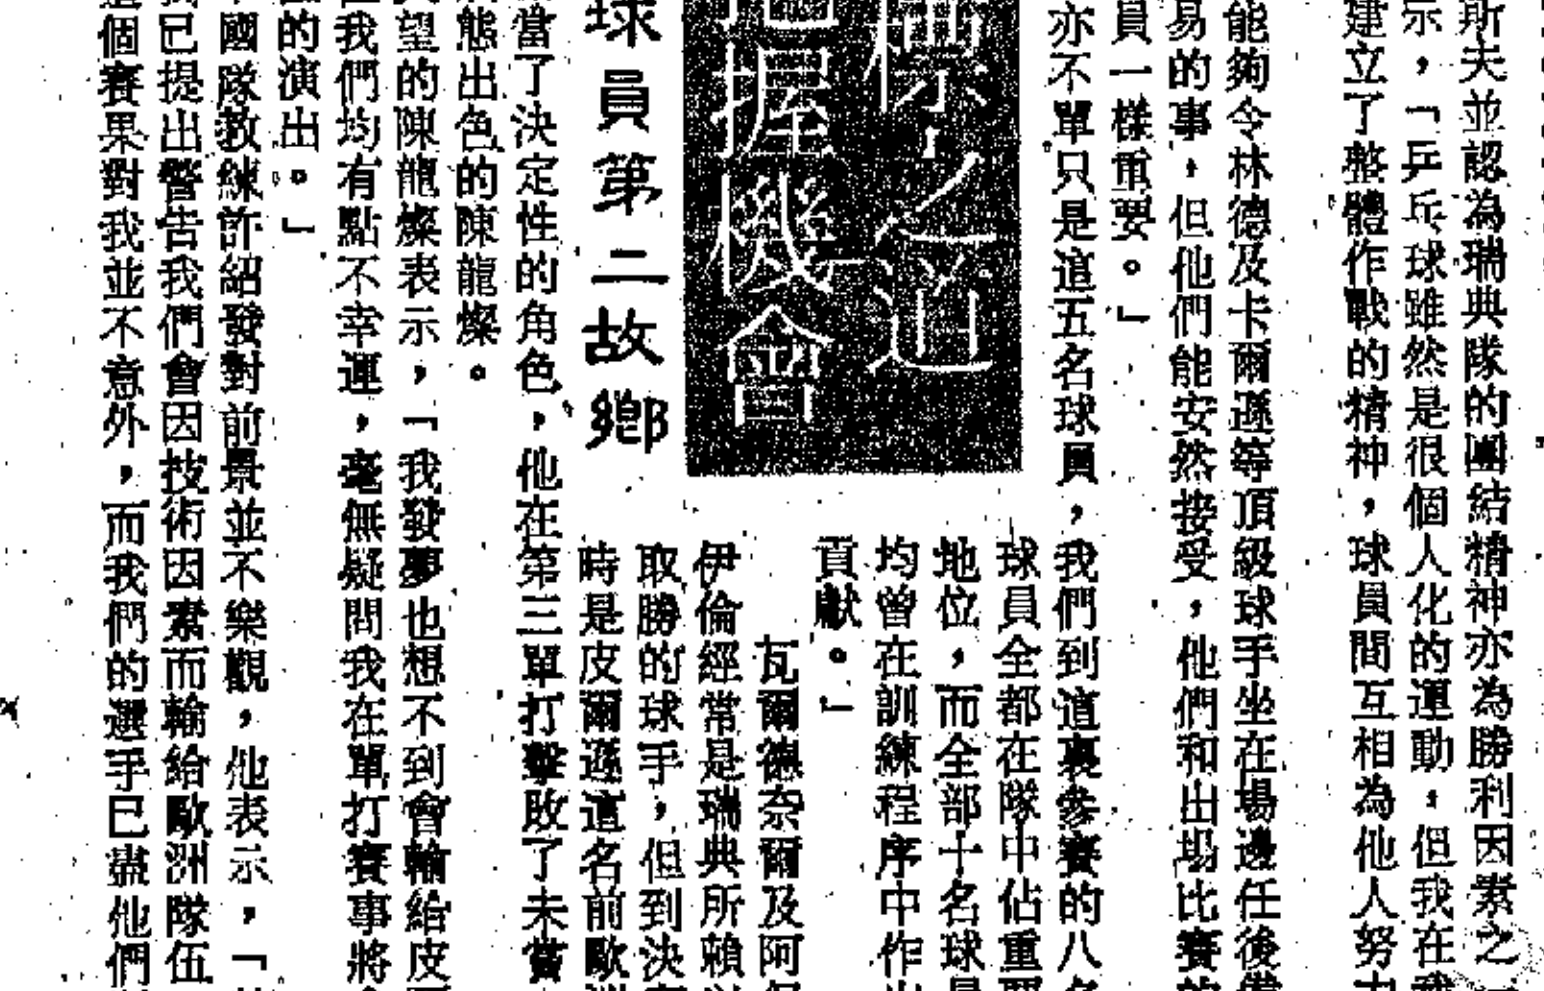 斯夫並認為瑞典隊的團結精神亦為勝利因素之
示，「乒乓球雖然是很個人化的運動，但我在我
建立了整體作戰的精神，球員間互相為他人努力
能夠令林德及卡爾遜等頂級球手坐在場邊任後備
易的事，但他們能安然接受，他們和出場比賽的
員一樣重要。」
亦不單只是這五名球員，我們到這裏參賽的八名
球員全都在隊中佔重要
地位，而全部十名球員
均曾在訓練程序中作出
貢獻。」
標之道
把握機會
球員第二故鄉
瓦爾德奈爾及阿
伊倫經常是瑞典所賴以
取勝的球手，但到決賽
時是皮爾遜這名前歐洲
當了決定性的角色，他在第三單打擊敗了未嘗
態出色的陳龍燦。
望的陳龍燦表示，「我發夢也想不到會輸給皮
我們均有點不幸運，毫無疑問我在單打賽事將
的演出。」
國隊教練許紹發對前景並不樂觀，他表示，「
已提出警告我們會因技術因素而輸給歐洲隊伍
個賽果對我並不意外，而我們的選手已盡他們